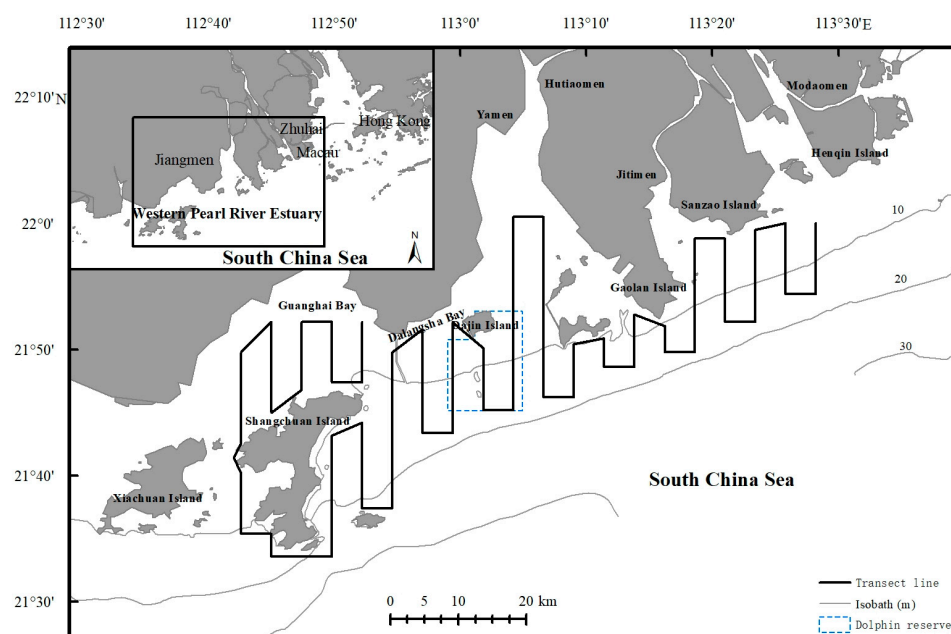 112°30' 112°40' 112°50' 113°0' 113°10' 113°20' 113°30'E
22°10'N
22°0'
21°50'
21°40'
21°30'
Hong Kong
Zhuhai
Macau
Jiangmen
Western Pearl River Estuary
N
South China Sea
Hutiaomen
Modaomen
Yamen
Henqin Island
Jitimen
Sanzao Island
10
20
30
Gaolan Island
Guanghai Bay
Dalangsha Bay
Dajin Island
Shangchuan Island
Xiachuan Island
South China Sea
0 5 10 20 km
Transect line
Isobath (m)
Dolphin reserve